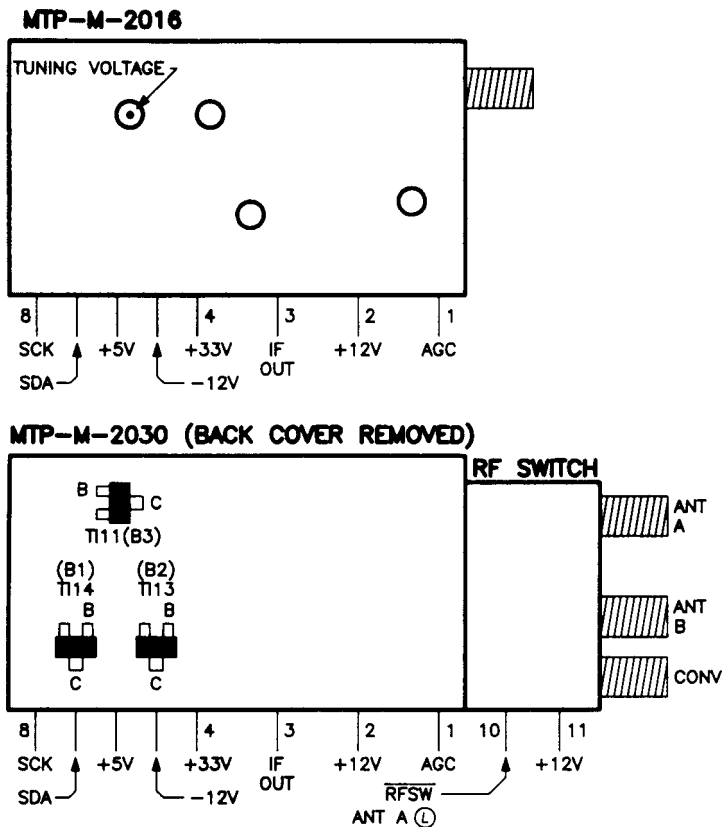 MTP-M-2016
TUNING VOLTAGE
8 4 3 2 1
SCK +5V +33V IF OUT +12V AGC
SDA -12V
MTP-M-2030 (BACK COVER REMOVED)
RF SWITCH
B
C
TI11(B3)
ANT A
(B1) (B2)
TI14 TI13
B B
ANT B
C C
CONV
8 4 3 2 1 10 11
SCK +5V +33V IF OUT +12V AGC +12V
SDA -12V RFSW
ANT A (L)